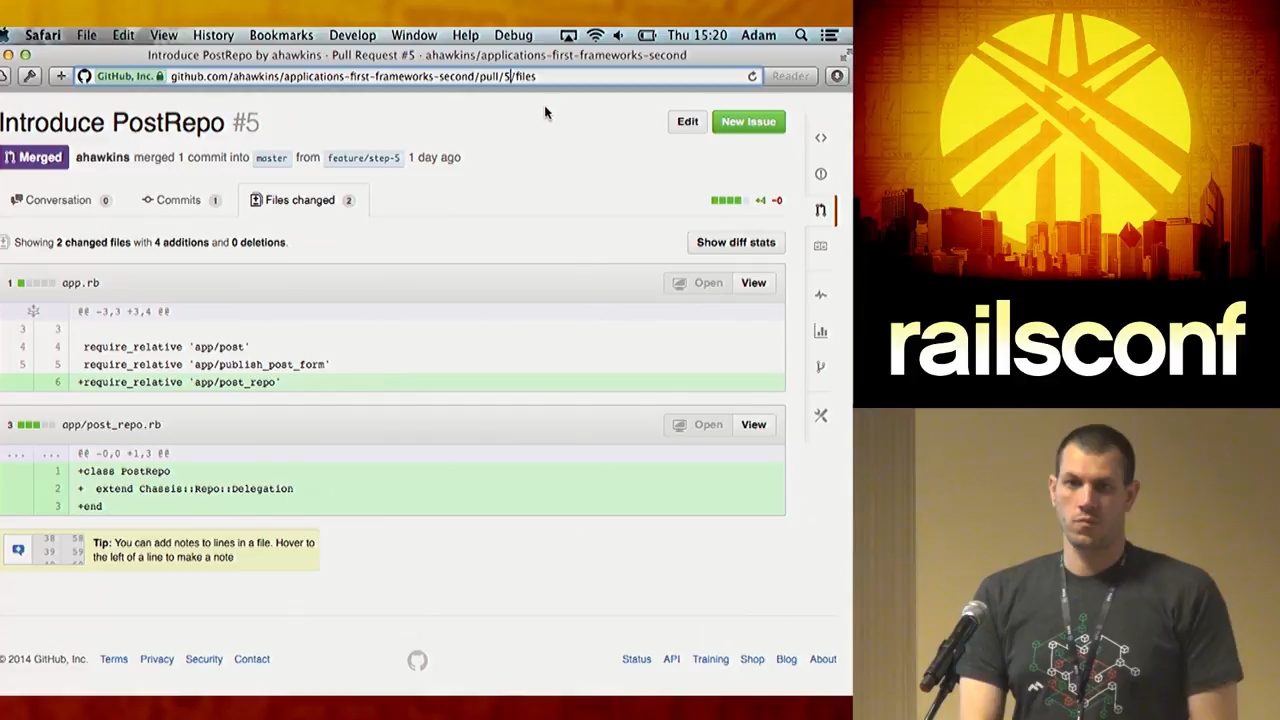 Safari File Edit View History Bookmarks Develop Window Help Debug Thu 15:20 Adam
Introduce PostRepo by ahawkins · Pull Request #5 · ahawkins/applications-first-frameworks-second
GitHub, Inc. github.com/ahawkins/applications-first-frameworks-second/pull/5/files Reader
Introduce PostRepo #5
Edit New Issue
Merged ahawkins merged 1 commit into master from feature/step-5 1 day ago
Conversation 0 Commits 1 Files changed 2 +4 -0
Showing 2 changed files with 4 additions and 0 deletions.
Show diff stats
1 app.rb Open View
@@ -3,3 +3,4 @@
3 3
4 4 require_relative 'app/post'
5 5 require_relative 'app/publish_post_form'
6 +require_relative 'app/post_repo'
3 app/post_repo.rb Open View
... ... @@ -0,0 +1,3 @@
1 +class PostRepo
2 + extend Chassis::Repo::Delegation
3 +end
38 58
39 59
Tip: You can add notes to lines in a file. Hover to
the left of a line to make a note
© 2014 GitHub, Inc. Terms Privacy Security Contact
Status API Training Shop Blog About
railsconf